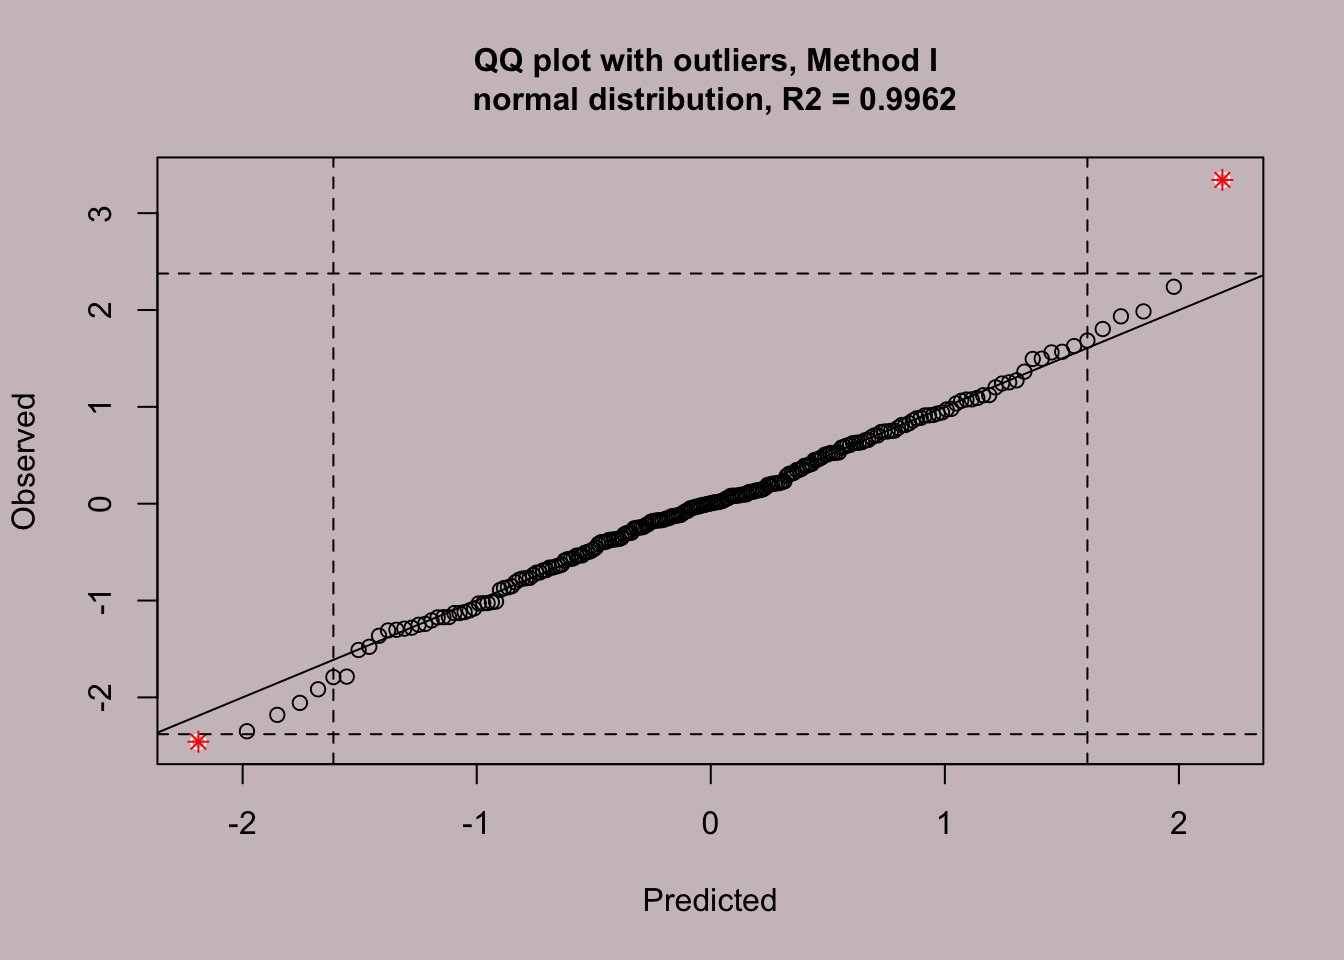 QQ plot with outliers, Method I
normal distribution, R2 = 0.9962
Observed
3
2
1
0
-1
-2
-2 -1 0 1 2
Predicted